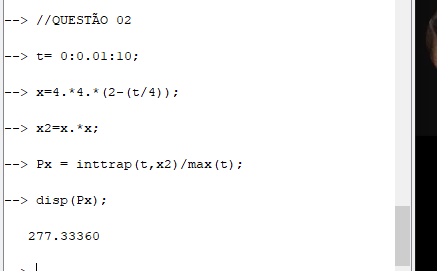 --> //QUESTÃO 02
--> t= 0:0.01:10;
--> x=4.*4.*(2-(t/4));
--> x2=x.*x;
--> Px = inttrap(t,x2)/max(t);
--> disp(Px);
277.33360
-->